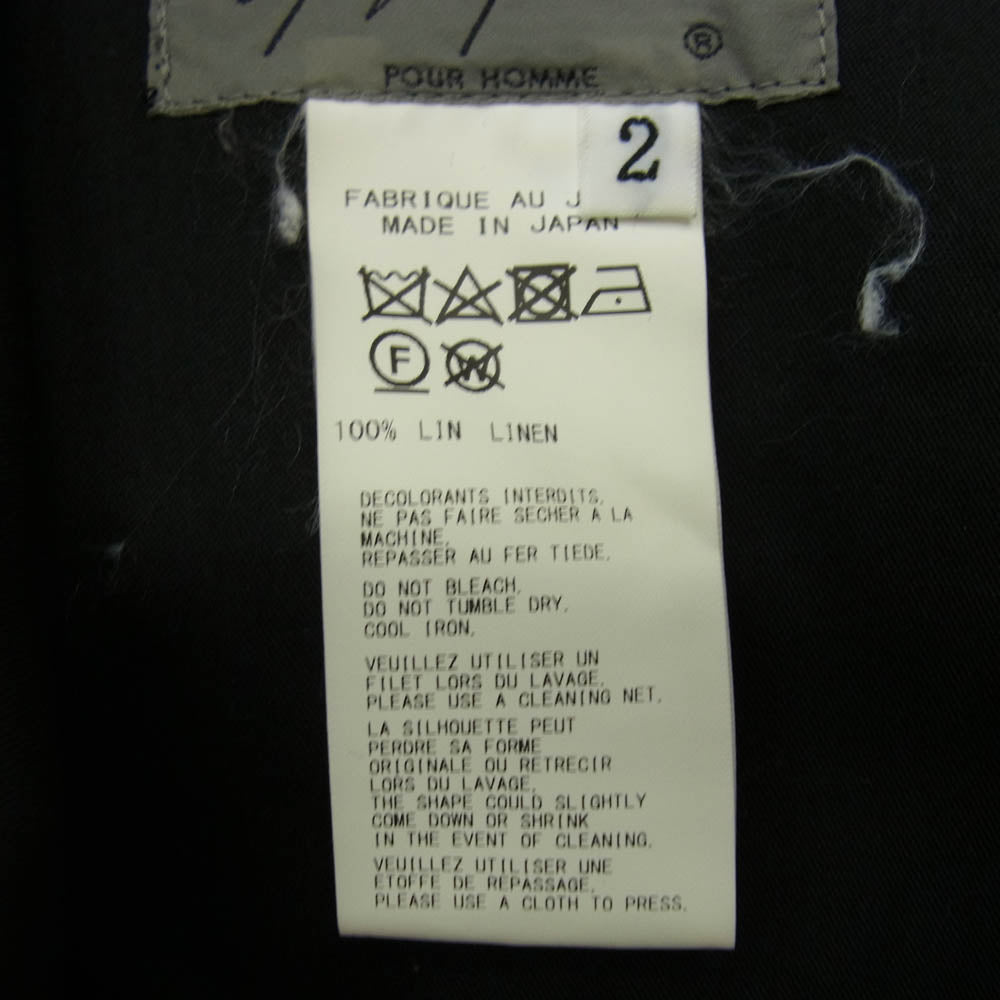 ®
POUR HOMME
2
FABRIQUE AU J
MADE IN JAPAN
F
W
100% LIN LINEN
DECOLORANTS INTERDITS.
NE PAS FAIRE SECHER A LA
MACHINE.
REPASSER AU FER TIEDE.
DO NOT BLEACH.
DO NOT TUMBLE DRY.
COOL IRON.
VEUILLEZ UTILISER UN
FILET LORS DU LAVAGE.
PLEASE USE A CLEANING NET.
LA SILHOUETTE PEUT
PERDRE SA FORME
ORIGINALE OU RETRECIR
LORS DU LAVAGE.
THE SHAPE COULD SLIGHTLY
COME DOWN OR SHRINK
IN THE EVENT OF CLEANING.
VEUILLEZ UTILISER UNE
ETOFFE DE REPASSAGE.
PLEASE USE A CLOTH TO PRESS.